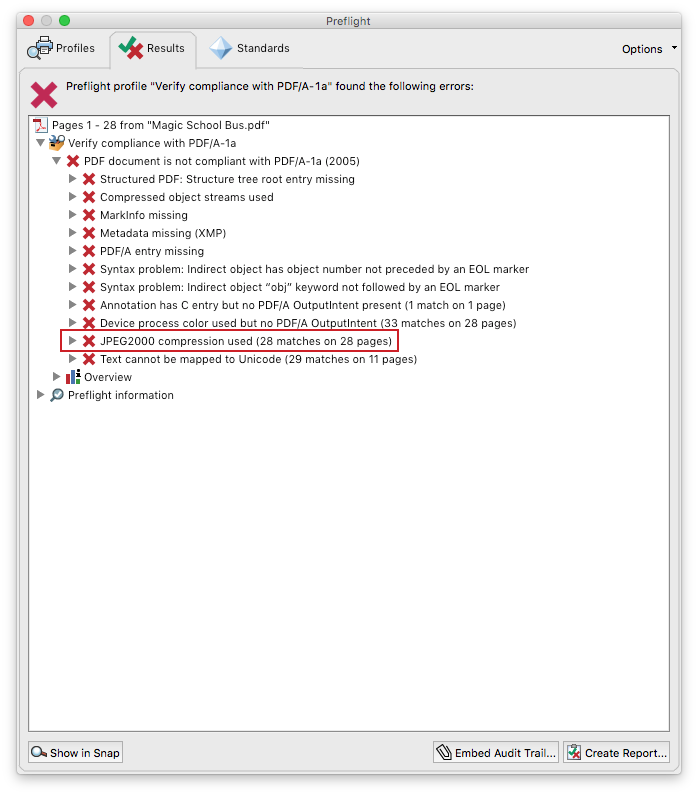 Preflight
Profiles
Results
Standards
Options
Preflight profile "Verify compliance with PDF/A-1a" found the following errors:
Pages 1 - 28 from "Magic School Bus.pdf"
Verify compliance with PDF/A-1a
PDF document is not compliant with PDF/A-1a (2005)
Structured PDF: Structure tree root entry missing
Compressed object streams used
MarkInfo missing
Metadata missing (XMP)
PDF/A entry missing
Syntax problem: Indirect object has object number not preceded by an EOL marker
Syntax problem: Indirect object “obj” keyword not followed by an EOL marker
Annotation has C entry but no PDF/A OutputIntent present (1 match on 1 page)
Device process color used but no PDF/A OutputIntent (33 matches on 28 pages)
JPEG2000 compression used (28 matches on 28 pages)
Text cannot be mapped to Unicode (29 matches on 11 pages)
Overview
Preflight information
Show in Snap
Embed Audit Trail...
Create Report...